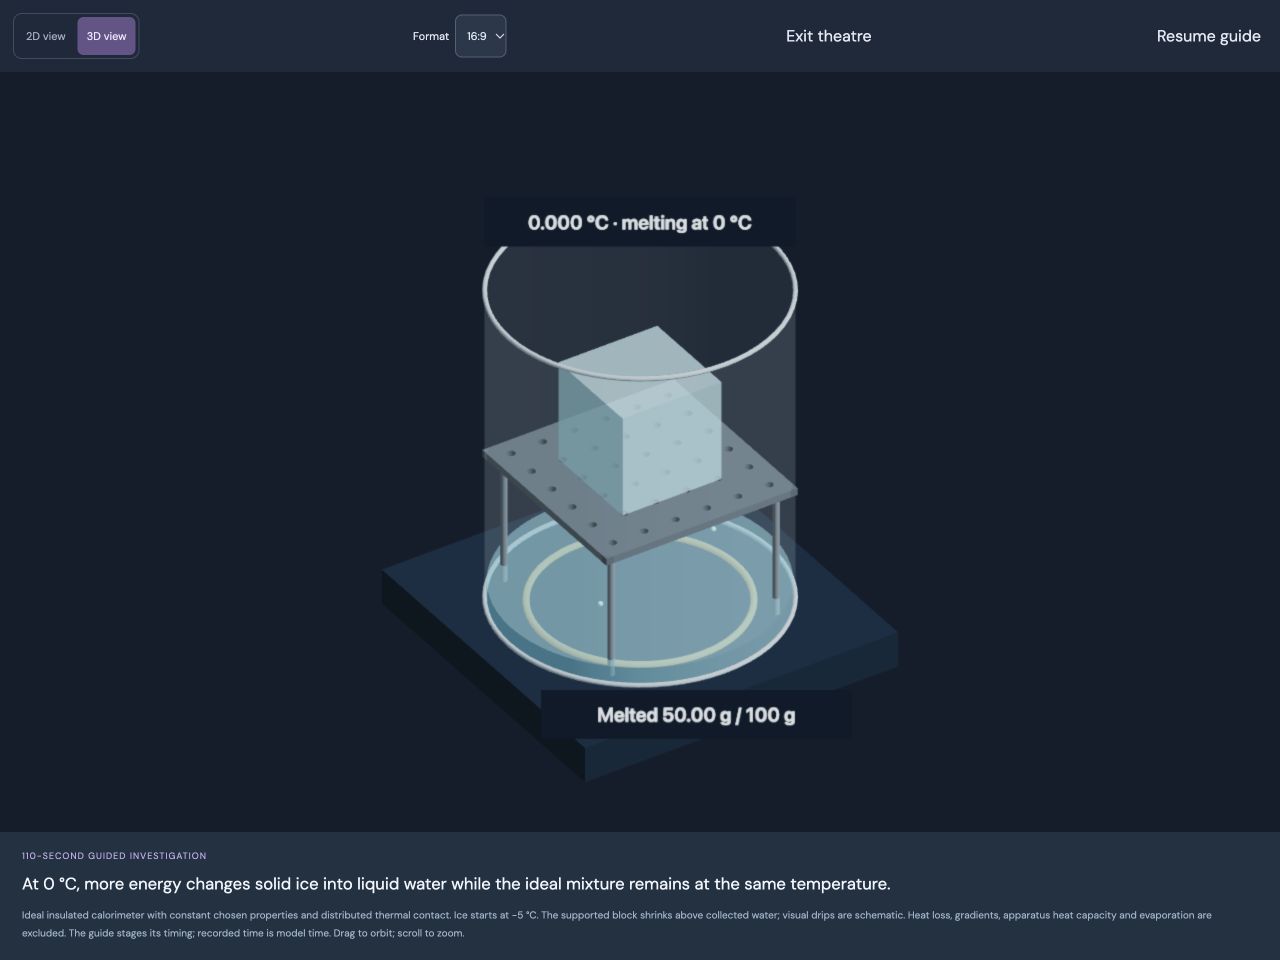 2D view
3D view
Format
16:9
Exit theatre
Resume guide
0.000 °C · melting at 0 °C
Melted 50.00 g / 100 g
110-SECOND GUIDED INVESTIGATION
At 0 °C, more energy changes solid ice into liquid water while the ideal mixture remains at the same temperature.
Ideal insulated calorimeter with constant chosen properties and distributed thermal contact. Ice starts at −5 °C. The supported block shrinks above collected water; visual drips are schematic. Heat loss, gradients, apparatus heat capacity and evaporation are
excluded. The guide stages its timing; recorded time is model time. Drag to orbit; scroll to zoom.